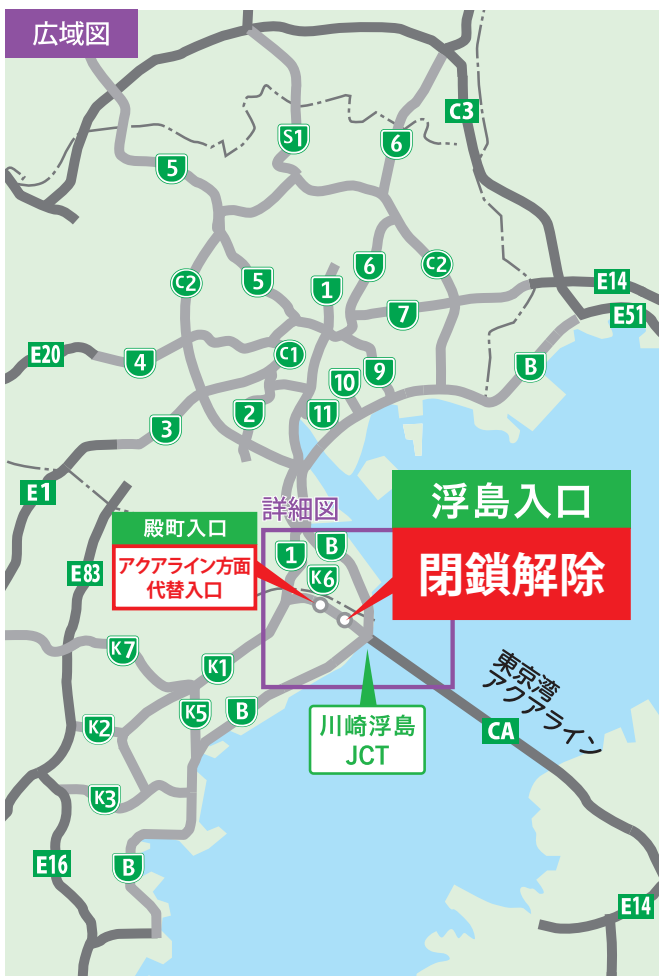 広域図
C3
S1
6
5
C2
6
C2
5
1
E14
7
E51
E20
4
C1
B
10
9
3
2
11
E1
詳細図
浮島入口
閉鎖解除
殿町入口
アクアライン方面
代替入口
1
B
K6
E83
K7
K1
東京湾
アクアライン
K5
B
K2
川崎浮島
JCT
CA
K3
E16
B
E14